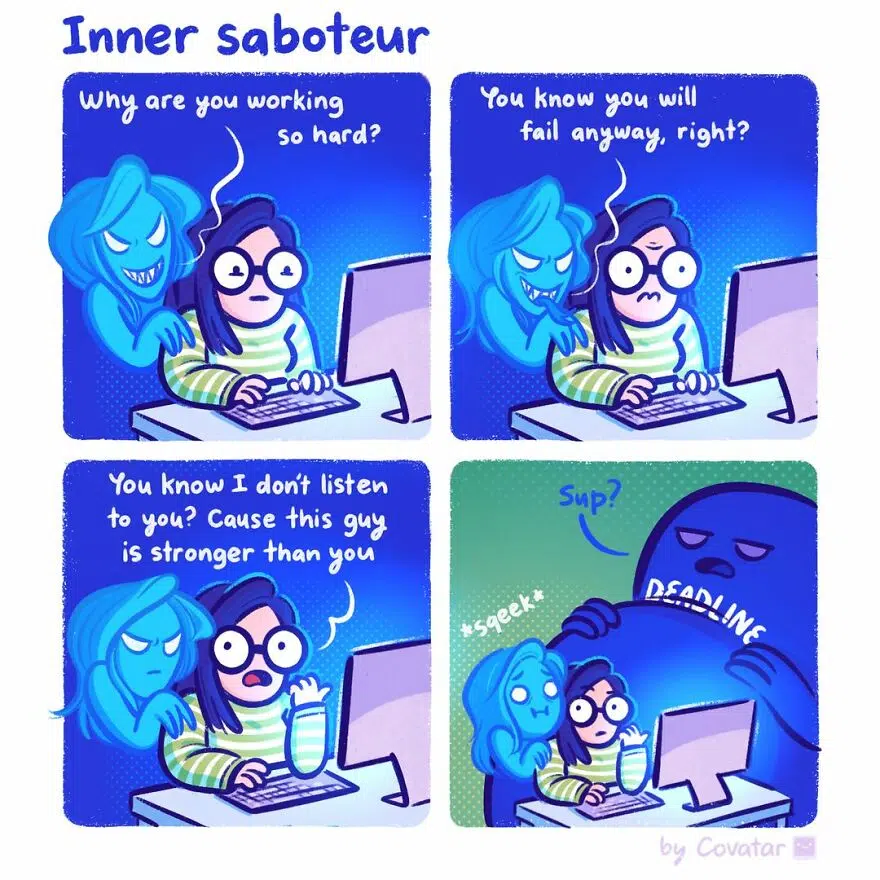 Inner saboteur
Why are you working
so hard?
You know you will
fail anyway, right?
You know I don't listen
to you? Cause this guy
is stronger than you
Sup?
DEADLINE
*sqeek*
by Covatar